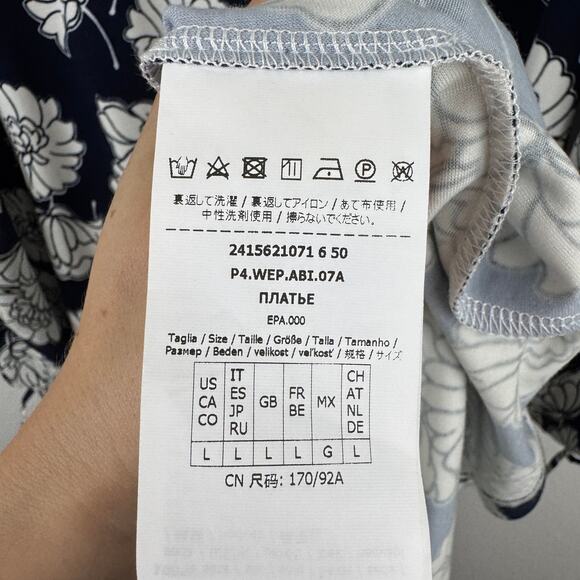 裏返して洗濯 / 裏返してアイロン / あて布使用 /
中性洗剤使用 / 擦らないでください。
2415621071 6 50
P4.WEP.ABI.07A
ПЛАТЬЕ
EPA.000
Taglia / Size / Taille / Größe / Talla / Tamanho /
Размер / Beden / velikost / veľkosť / 规格 / サイズ
US CA CO
IT ES JP RU
GB
FR BE
MX
CH AT NL DE
L L L L G L
CN 尺码: 170/92A